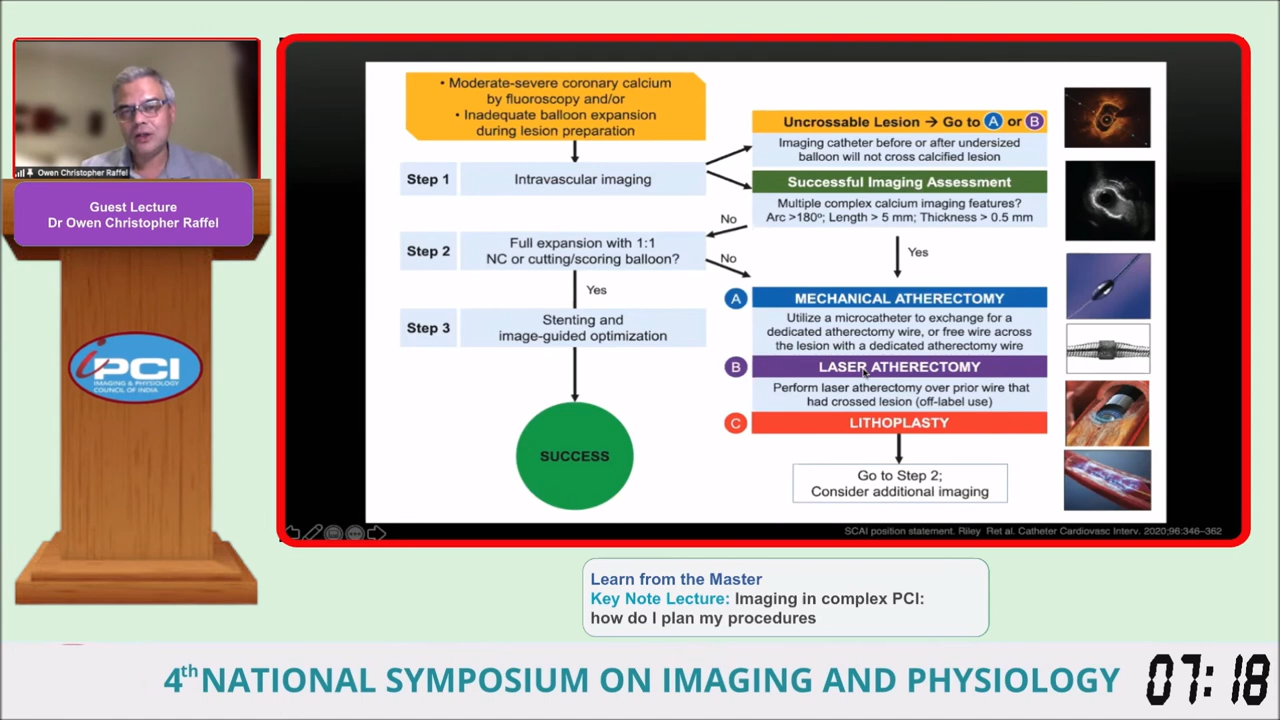 Owen Christopher Raffel
Guest Lecture
Dr Owen Christopher Raffel
iPCI
IMAGING & PHYSIOLOGY
COUNCIL OF INDIA
• Moderate-severe coronary calcium
by fluoroscopy and/or
• Inadequate balloon expansion
during lesion preparation
Step 1
Intravascular imaging
Uncrossable Lesion → Go to A or B
Imaging catheter before or after undersized
balloon will not cross calcified lesion
Successful Imaging Assessment
Multiple complex calcium imaging features?
Arc >180º; Length > 5 mm; Thickness > 0.5 mm
No
Step 2
Full expansion with 1:1
NC or cutting/scoring balloon?
No
Yes
Yes
Step 3
Stenting and
image-guided optimization
SUCCESS
A
MECHANICAL ATHERECTOMY
Utilize a microcatheter to exchange for a
dedicated atherectomy wire, or free wire across
the lesion with a dedicated atherectomy wire
B
LASER ATHERECTOMY
Perform laser atherectomy over prior wire that
had crossed lesion (off-label use)
C
LITHOPLASTY
Go to Step 2;
Consider additional imaging
SCAI position statement. Riley Ret al. Catheter Cardiovasc Interv. 2020;96:346–362
Learn from the Master
Key Note Lecture: Imaging in complex PCI:
how do I plan my procedures
4th NATIONAL SYMPOSIUM ON IMAGING AND PHYSIOLOGY
07:18